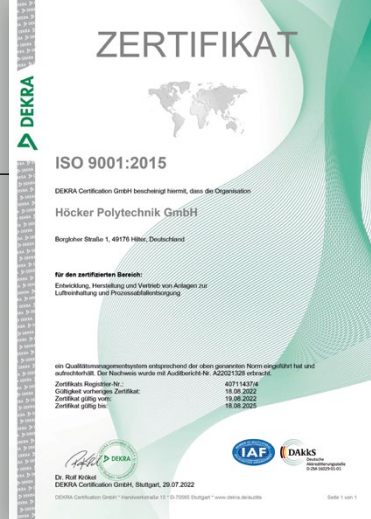 ZERTIFIKAT
DEKRA
ISO 9001:2015
DEKRA Certification GmbH bescheinigt hiermit, dass die Organisation
Höcker Polytechnik GmbH
Borgloher Straße 1, 49176 Hilter, Deutschland
für den zertifizierten Bereich:
Entwicklung, Herstellung und Vertrieb von Anlagen zur
Luftreinhaltung und Prozessabfallentsorgung
ein Qualitätsmanagementsystem entsprechend der oben genannten Norm eingeführt hat und
aufrechterhält. Der Nachweis wurde mit Auditbericht-Nr. A22021328 erbracht.
Zertifikats Registrier-Nr.: 40711437/4
Gültigkeit vorheriges Zertifikat: 18.08.2022
Zertifikat gültig vom: 19.08.2022
Zertifikat gültig bis: 18.08.2025
DEKRA
IAF
DAkkS
Deutsche
Akkreditierungsstelle
D-ZM-16029-01-01
Dr. Rolf Krökel
DEKRA Certification GmbH, Stuttgart, 29.07.2022
DEKRA Certification GmbH * Handwerkstraße 15 * D-70565 Stuttgart * www.dekra.de/audits
Seite 1 von 1